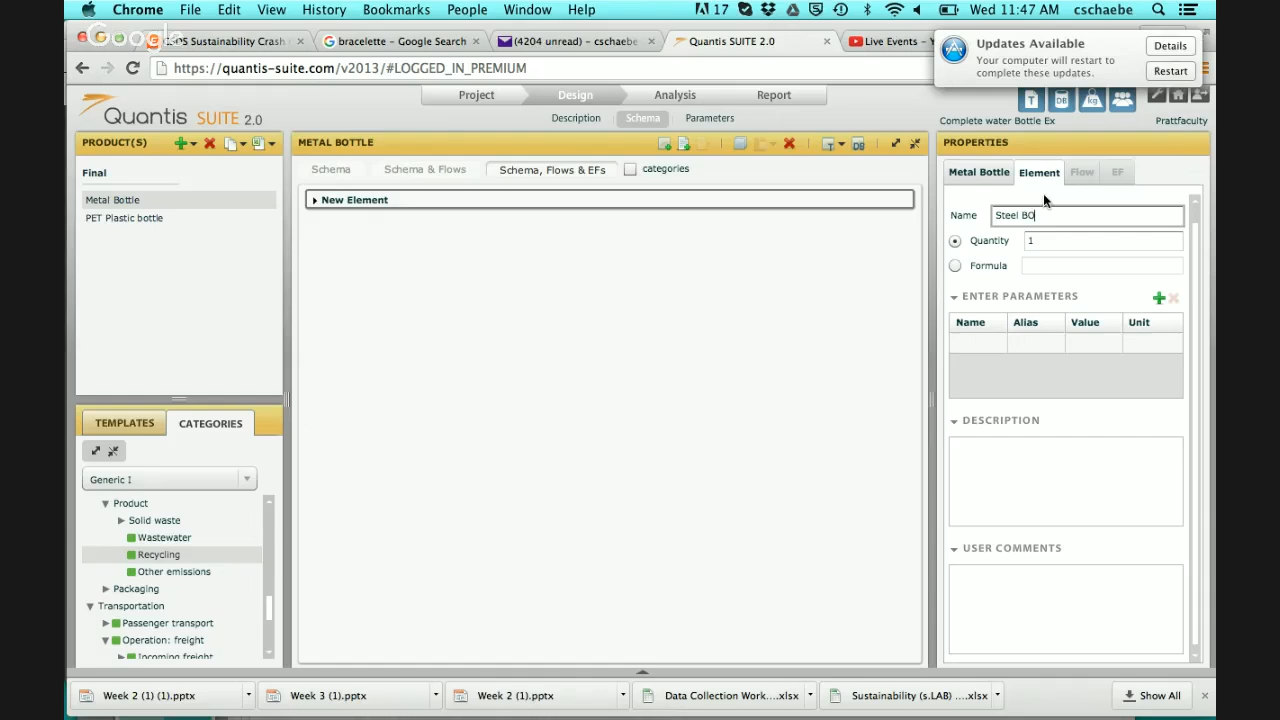 Chrome File Edit View History Bookmarks People Window Help 17 Wed 11:47 AM cschaebe
Google
PS Sustainability Crash
bracelette - Google Search
(4204 unread) - cschaebe
Quantis SUITE 2.0
Live Events - Y
https://quantis-suite.com/v2013/#LOGGED_IN_PREMIUM
Updates Available
Your computer will restart to
complete these updates.
Details
Restart
Quantis SUITE 2.0
Project Design Analysis Report
Description Schema Parameters
T DB kg
Complete water Bottle Ex Prattfaculty
PRODUCT(S)
Final
Metal Bottle
PET Plastic bottle
TEMPLATES CATEGORIES
Generic I
Product
Solid waste
Wastewater
Recycling
Other emissions
Packaging
Transportation
Passenger transport
Operation: freight
Incoming freight
METAL BOTTLE
T DB
Schema Schema & Flows Schema, Flows & EFs categories
New Element
PROPERTIES
Metal Bottle Element Flow EF
Name Steel BO
Quantity 1
Formula
ENTER PARAMETERS
Name Alias Value Unit
DESCRIPTION
USER COMMENTS
Week 2 (1) (1).pptx
Week 3 (1).pptx
Week 2 (1).pptx
Data Collection Work....xlsx
Sustainability (s.LAB) ....xlsx
Show All